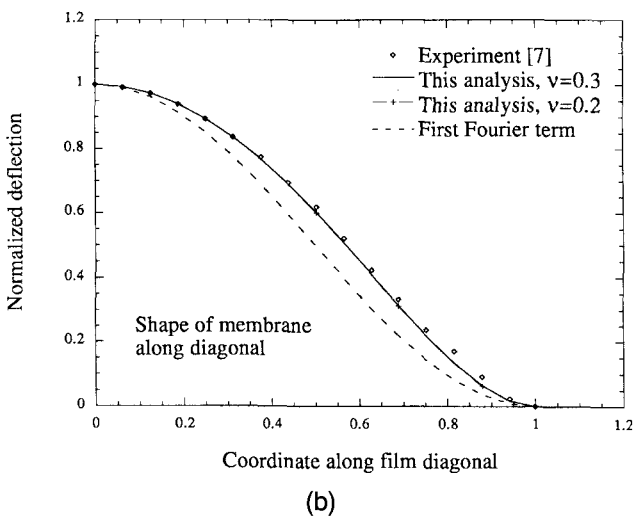 1.2
1
0.8
0.6
0.4
0.2
0
Normalized deflection
Experiment [7]
This analysis, ν=0.3
This analysis, ν=0.2
First Fourier term
Shape of membrane
along diagonal
0
0.2
0.4
0.6
0.8
1
1.2
Coordinate along film diagonal
(b)